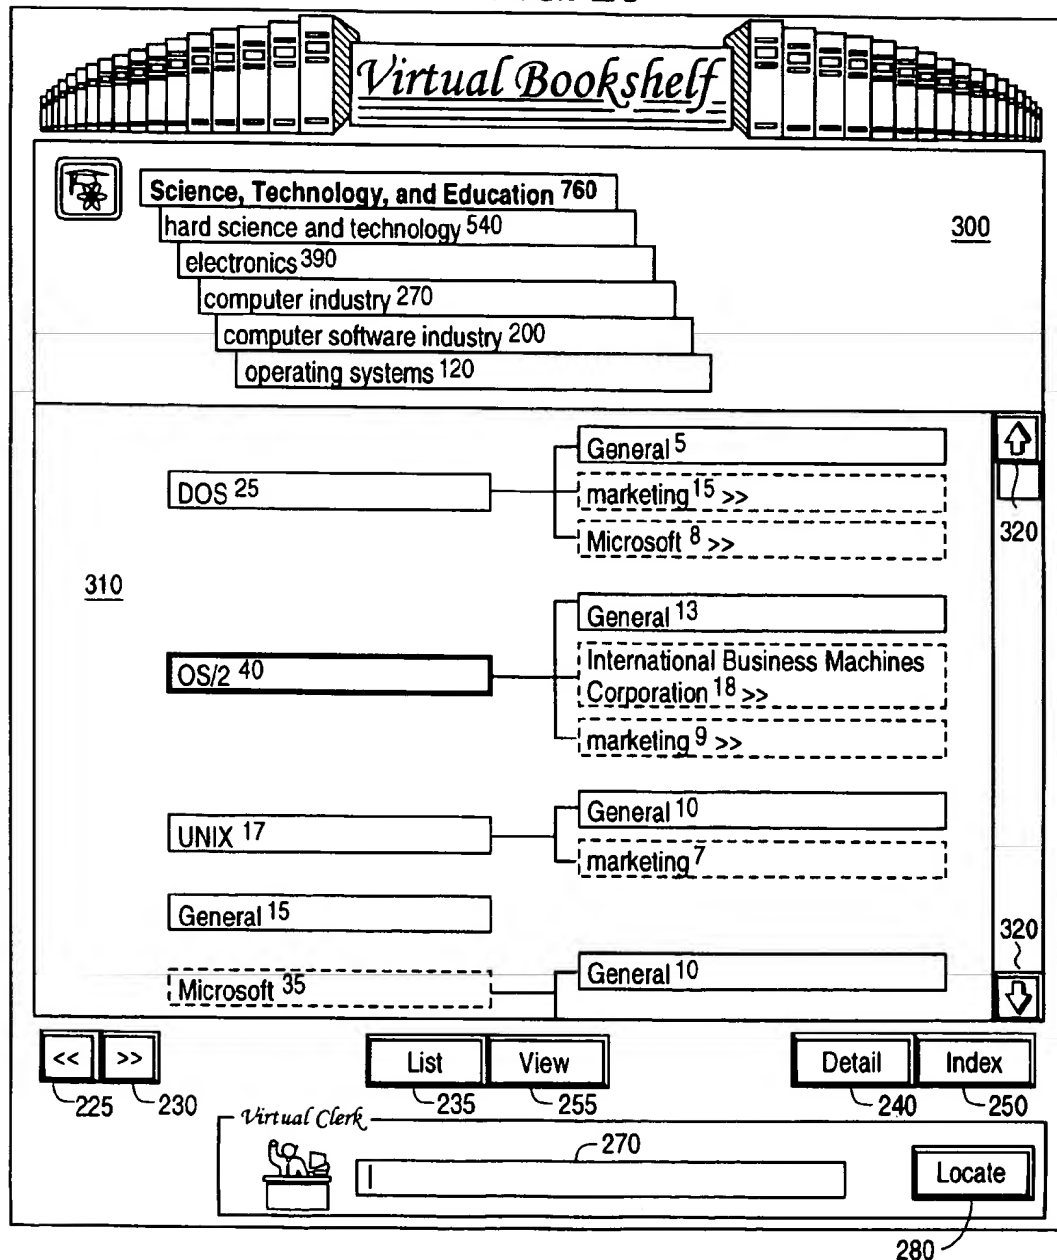 Virtual Bookshelf
Science, Technology, and Education 760
hard science and technology 540
300
electronics 390
computer industry 270
computer software industry 200
operating systems 120
General 5
DOS 25
marketing 15 >>
Microsoft 8 >>
320
310
General 13
OS/2 40
International Business Machines
Corporation 18 >>
marketing 9 >>
General 10
UNIX 17
marketing 7
General 15
320
General 10
Microsoft 35
<< >> List View Detail Index
225 230 235 255 240 250
Virtual Clerk
270
Locate
280